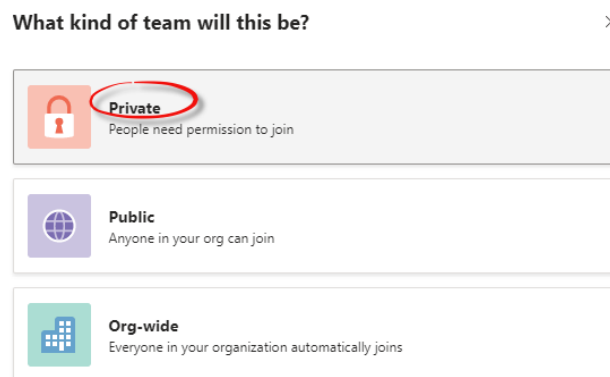 What kind of team will this be?
Private
People need permission to join
Public
Anyone in your org can join
Org-wide
Everyone in your organization automatically joins